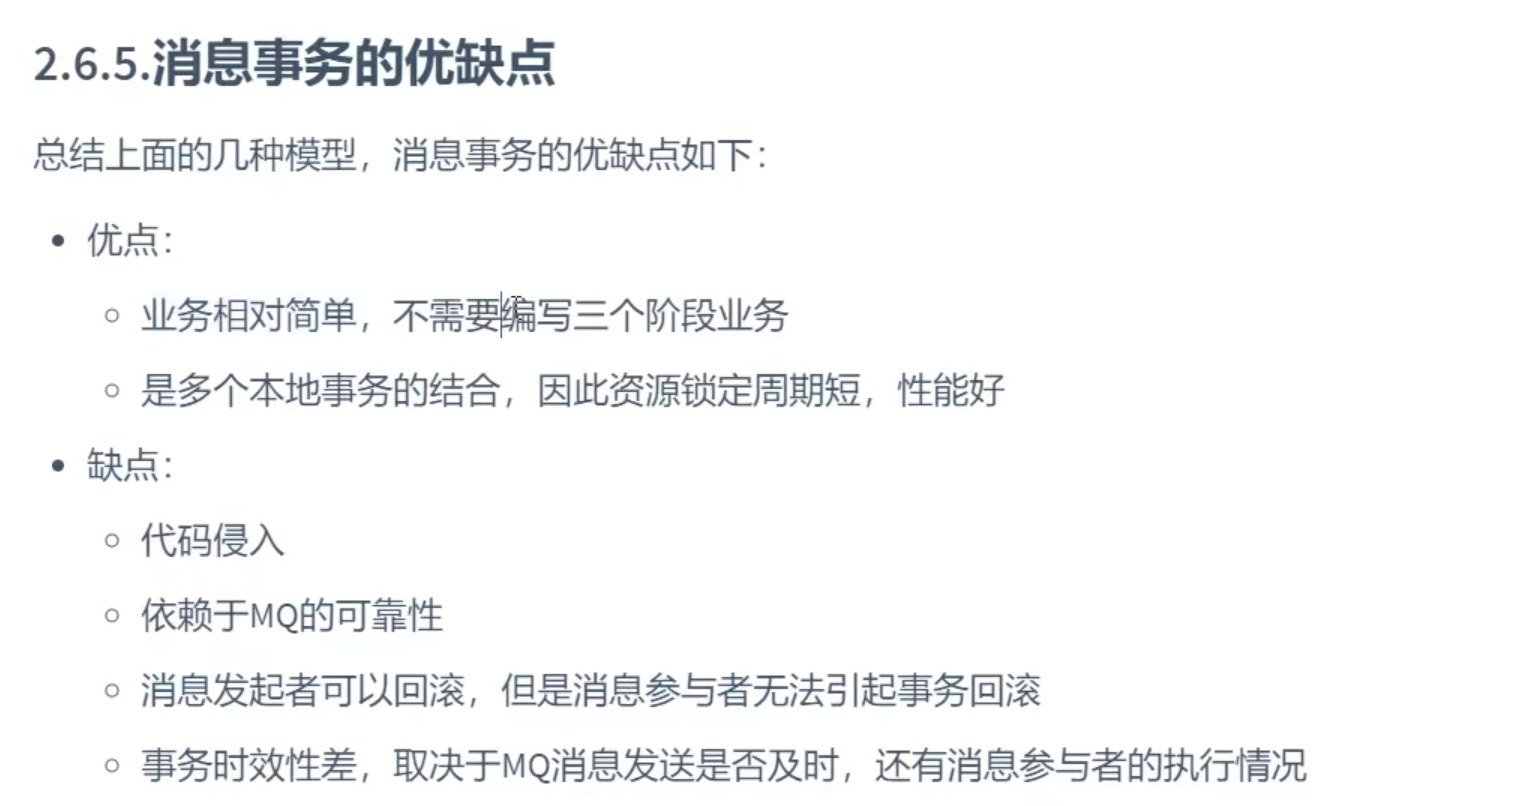 2.6.5.消息事务的优缺点
总结上面的几种模型，消息事务的优缺点如下：
优点：
业务相对简单，不需要编写三个阶段业务
是多个本地事务的结合，因此资源锁定周期短，性能好
缺点：
代码侵入
依赖于MQ的可靠性
消息发起者可以回滚，但是消息参与者无法引起事务回滚
事务时效性差，取决于MQ消息发送是否及时，还有消息参与者的执行情况